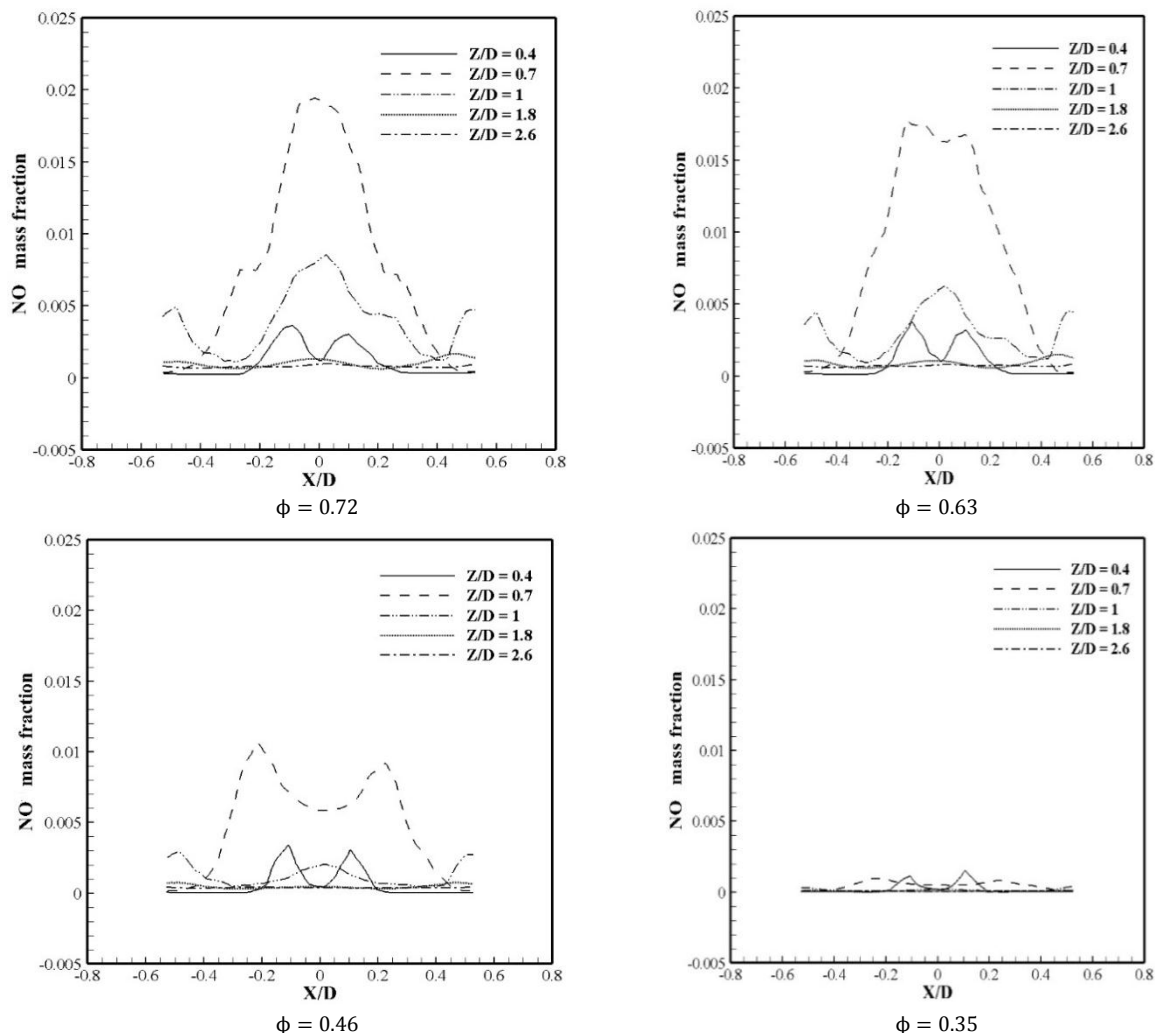 0.025
0.02
0.015
0.01
0.005
0
-0.005
NO mass fraction
-0.8 -0.6 -0.4 -0.2 0 0.2 0.4 0.6 0.8
X/D
Z/D = 0.4
Z/D = 0.7
Z/D = 1
Z/D = 1.8
Z/D = 2.6
ϕ = 0.72
0.025
0.02
0.015
0.01
0.005
0
-0.005
NO mass fraction
-0.8 -0.6 -0.4 -0.2 0 0.2 0.4 0.6 0.8
X/D
Z/D = 0.4
Z/D = 0.7
Z/D = 1
Z/D = 1.8
Z/D = 2.6
ϕ = 0.63
0.025
0.02
0.015
0.01
0.005
0
-0.005
NO mass fraction
-0.8 -0.6 -0.4 -0.2 0 0.2 0.4 0.6 0.8
X/D
Z/D = 0.4
Z/D = 0.7
Z/D = 1
Z/D = 1.8
Z/D = 2.6
ϕ = 0.46
0.025
0.02
0.015
0.01
0.005
0
-0.005
NO mass fraction
-0.8 -0.6 -0.4 -0.2 0 0.2 0.4 0.6 0.8
X/D
Z/D = 0.4
Z/D = 0.7
Z/D = 1
Z/D = 1.8
Z/D = 2.6
ϕ = 0.35